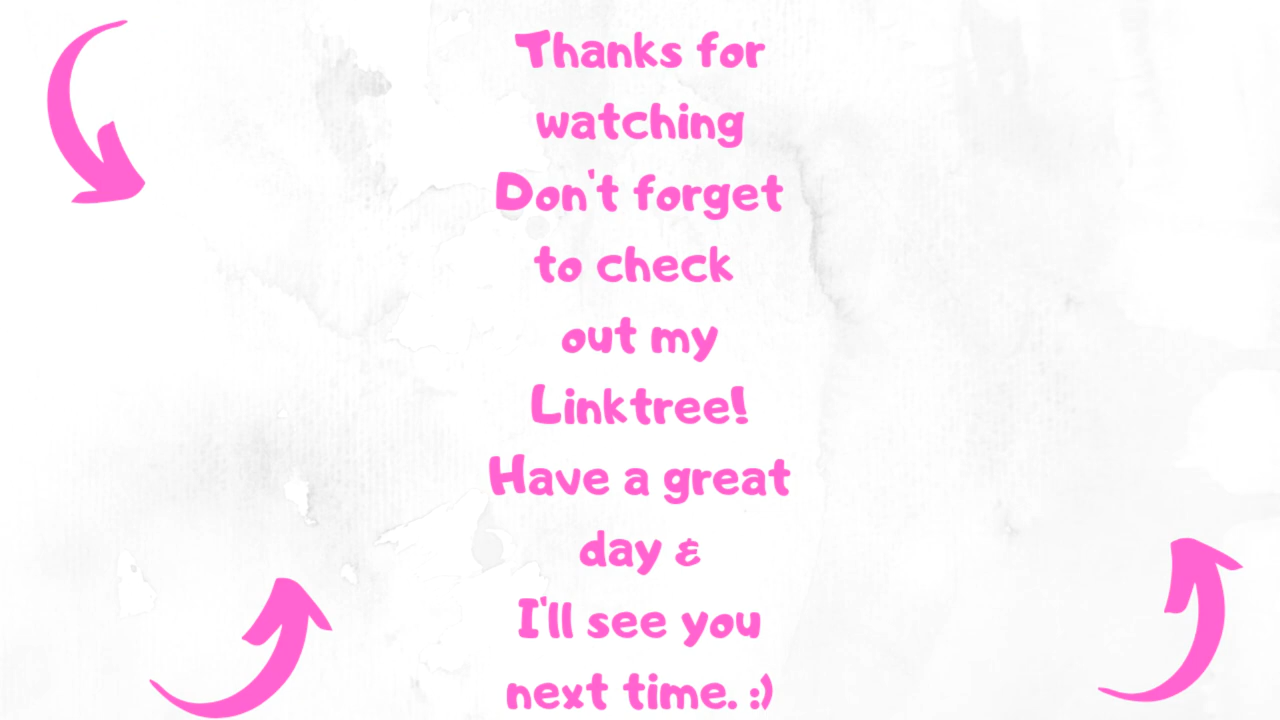 Thanks for
watching
Don't forget
to check
out my
Linktree!
Have a great
day &
I'll see you
next time. :)